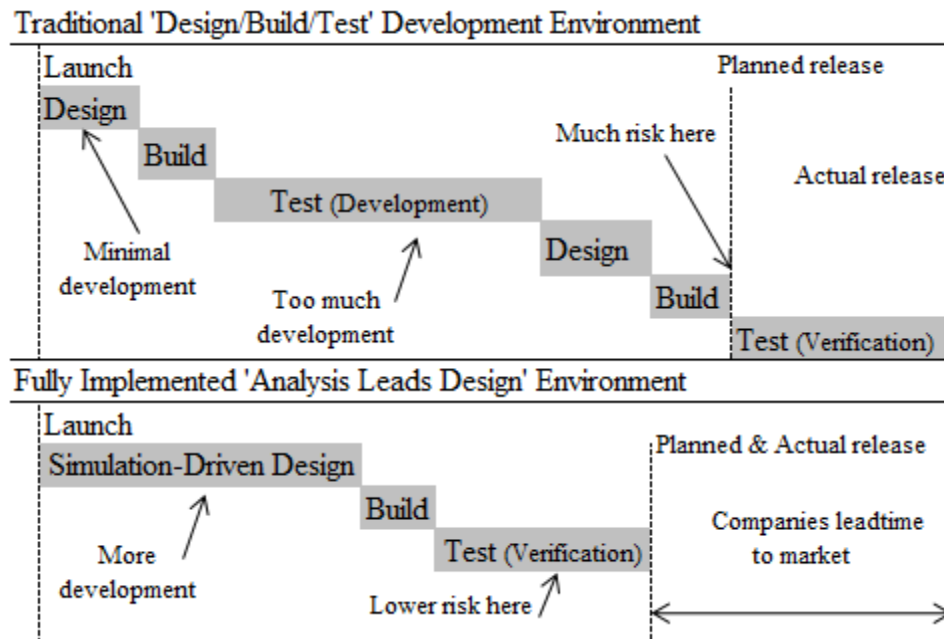 Traditional 'Design/Build/Test' Development Environment
Launch
Planned release
Design
Much risk here
Build
Actual release
Test (Development)
Minimal
development
Design
Too much
development
Build
Test (Verification)
Fully Implemented 'Analysis Leads Design' Environment
Launch
Planned & Actual release
Simulation-Driven Design
Build
Companies leadtime
to market
Test (Verification)
More
development
Lower risk here